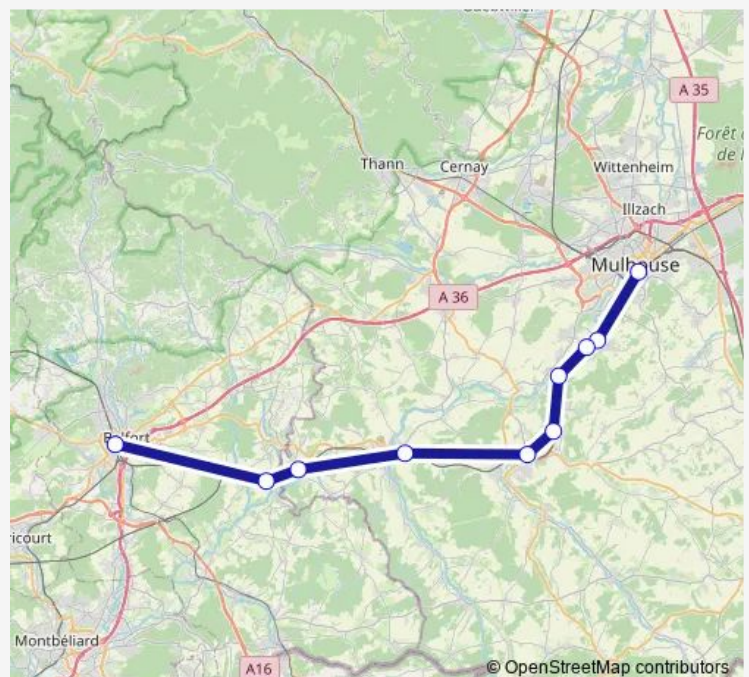 A 35
Forêt
de
Thann
Cernay
Wittenheim
Illzach
Mulhouse
A 36
Belfort
ricourt
Montbéliard
A16
© OpenStreetMap contributors